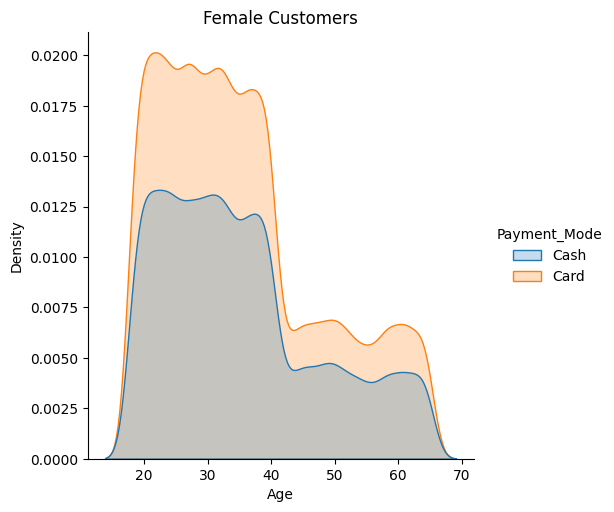 Female Customers
0.0200
0.0175
0.0150
0.0125
0.0100
0.0075
0.0050
0.0025
0.0000
Density
20 30 40 50 60 70
Age
Payment_Mode
Cash
Card